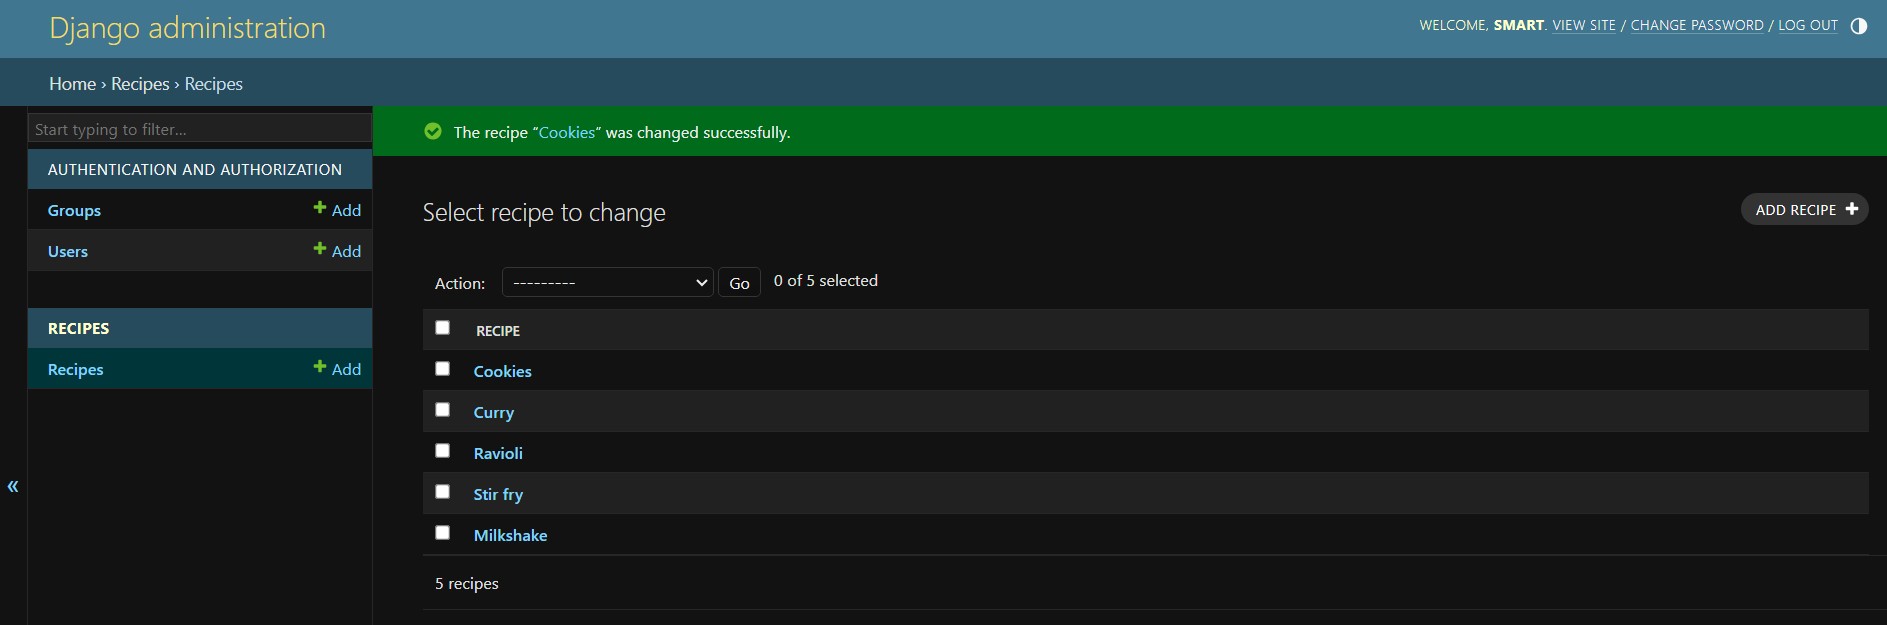 Django administration
WELCOME, SMART. VIEW SITE / CHANGE PASSWORD / LOG OUT
Home › Recipes › Recipes
Start typing to filter...
AUTHENTICATION AND AUTHORIZATION
Groups + Add
Users + Add
RECIPES
Recipes + Add
«
The recipe “Cookies” was changed successfully.
Select recipe to change
ADD RECIPE +
Action: --------- Go 0 of 5 selected
RECIPE
Cookies
Curry
Ravioli
Stir fry
Milkshake
5 recipes